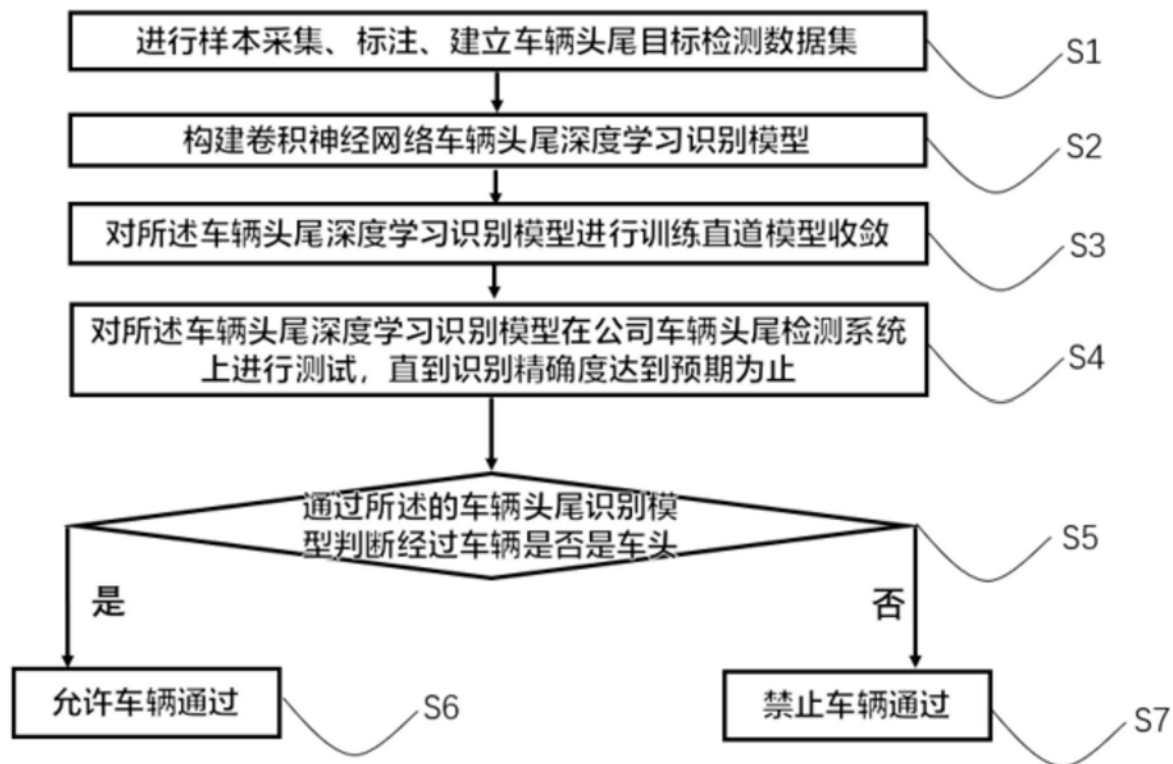 进行样本采集、标注、建立车辆头尾目标检测数据集
S1
构建卷积神经网络车辆头尾深度学习识别模型
S2
对所述车辆头尾深度学习识别模型进行训练直道模型收敛
S3
对所述车辆头尾深度学习识别模型在公司车辆头尾检测系统
上进行测试，直到识别精确度达到预期为止
S4
通过所述的车辆头尾识别模
型判断经过车辆是否是车头
S5
是
否
允许车辆通过
S6
禁止车辆通过
S7